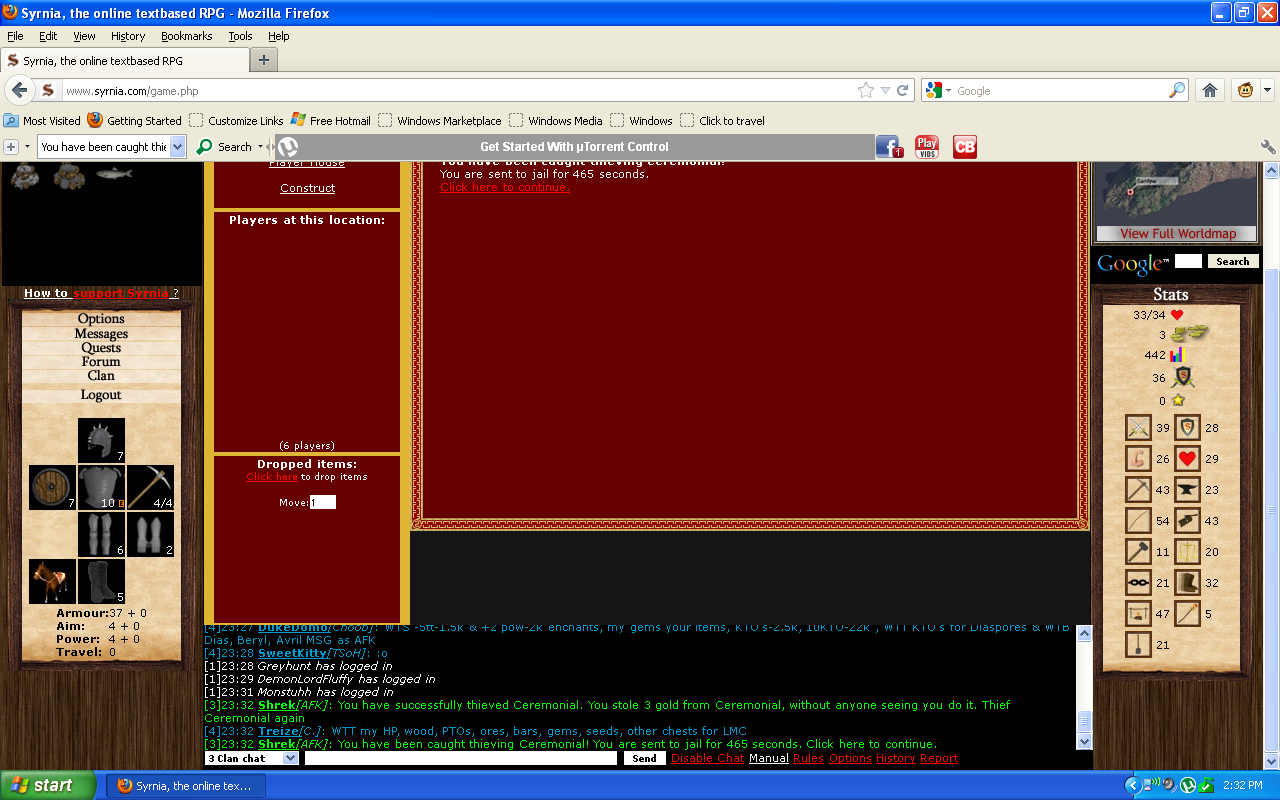 Syrnia, the online textbased RPG - Mozilla Firefox
File Edit View History Bookmarks Tools Help
Syrnia, the online textbased RPG
www.syrnia.com/game.php
Google
Most Visited Getting Started Customize Links Free Hotmail Windows Marketplace Windows Media Windows Click to travel
You have been caught thie Search Get Started With µTorrent Control 1 Play VIDS CB
Player House
Construct
Players at this location:
(6 players)
Dropped items:
Click here to drop items
Move: 1
You have been caught thieving Ceremonial!
You are sent to jail for 465 seconds.
Click here to continue.
View Full Worldmap
Google™ Search
How to support Syrnia ?
Options
Messages
Quests
Forum
Clan
Logout
7
7 10 4/4
6 2
5
Armour:37 + 0
Aim: 4 + 0
Power: 4 + 0
Travel: 0
Stats
33/34
3
442
36
0
39 28
26 29
43 23
54 43
11 20
21 32
47 5
21
[4]23:27 DukeDomo/[Choob]: WTS -5tt-1.5k & +2 pow-2k enchants, my gems your items, KTO's-2.5k, 10KTO-22k , WTT KTO's for Diaspores & WTB
Dias, Beryl, Avril MSG as AFK
[4]23:28 SweetKitty/[TSoH]: :o
[1]23:28 Greyhunt has logged in
[1]23:29 DemonLordFluffy has logged in
[1]23:31 Monstuhh has logged in
[3]23:32 Shrek/[AFK]: You have successfully thieved Ceremonial. You stole 3 gold from Ceremonial, without anyone seeing you do it. Thief
Ceremonial again
[4]23:32 Treize/[C.]: WTT my HP, wood, PTOs, ores, bars, gems, seeds, other chests for LMC
[3]23:32 Shrek/[AFK]: You have been caught thieving Ceremonial! You are sent to jail for 465 seconds. Click here to continue.
3 Clan chat Send Disable Chat Manual Rules Options History Report
start Syrnia, the online tex... 2:32 PM